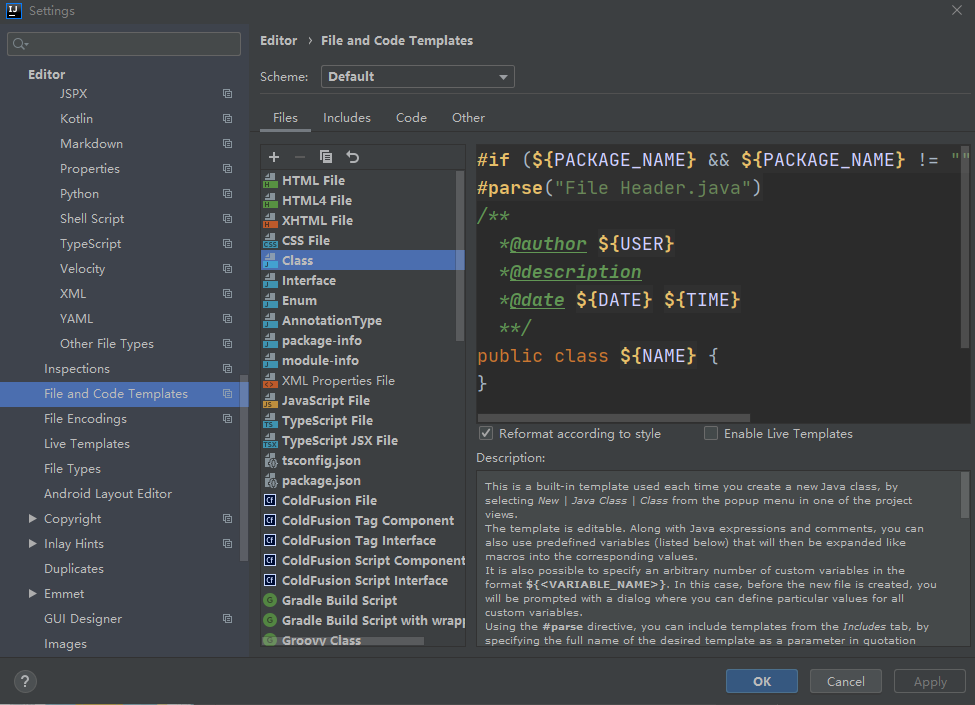 Settings
Editor
JSPX
Kotlin
Markdown
Properties
Python
Shell Script
TypeScript
Velocity
XML
YAML
Other File Types
Inspections
File and Code Templates
File Encodings
Live Templates
File Types
Android Layout Editor
Copyright
Inlay Hints
Duplicates
Emmet
GUI Designer
Images
Editor › File and Code Templates
Scheme: Default
Files Includes Code Other
HTML File
HTML4 File
XHTML File
CSS File
Class
Interface
Enum
AnnotationType
package-info
module-info
XML Properties File
JavaScript File
TypeScript File
TypeScript JSX File
tsconfig.json
package.json
ColdFusion File
ColdFusion Tag Component
ColdFusion Tag Interface
ColdFusion Script Component
ColdFusion Script Interface
Gradle Build Script
Gradle Build Script with wrapp
Groovy Class
#if (${PACKAGE_NAME} && ${PACKAGE_NAME} != ""
#parse("File Header.java")
/**
*@author ${USER}
*@description
*@date ${DATE} ${TIME}
**/
public class ${NAME} {
}
Reformat according to style Enable Live Templates
Description:
This is a built-in template used each time you create a new Java class, by
selecting New | Java Class | Class from the popup menu in one of the project
views.
The template is editable. Along with Java expressions and comments, you can
also use predefined variables (listed below) that will then be expanded like
macros into the corresponding values.
It is also possible to specify an arbitrary number of custom variables in the
format ${<VARIABLE_NAME>}. In this case, before the new file is created, you
will be prompted with a dialog where you can define particular values for all
custom variables.
Using the #parse directive, you can include templates from the Includes tab, by
specifying the full name of the desired template as a parameter in quotation
? OK Cancel Apply